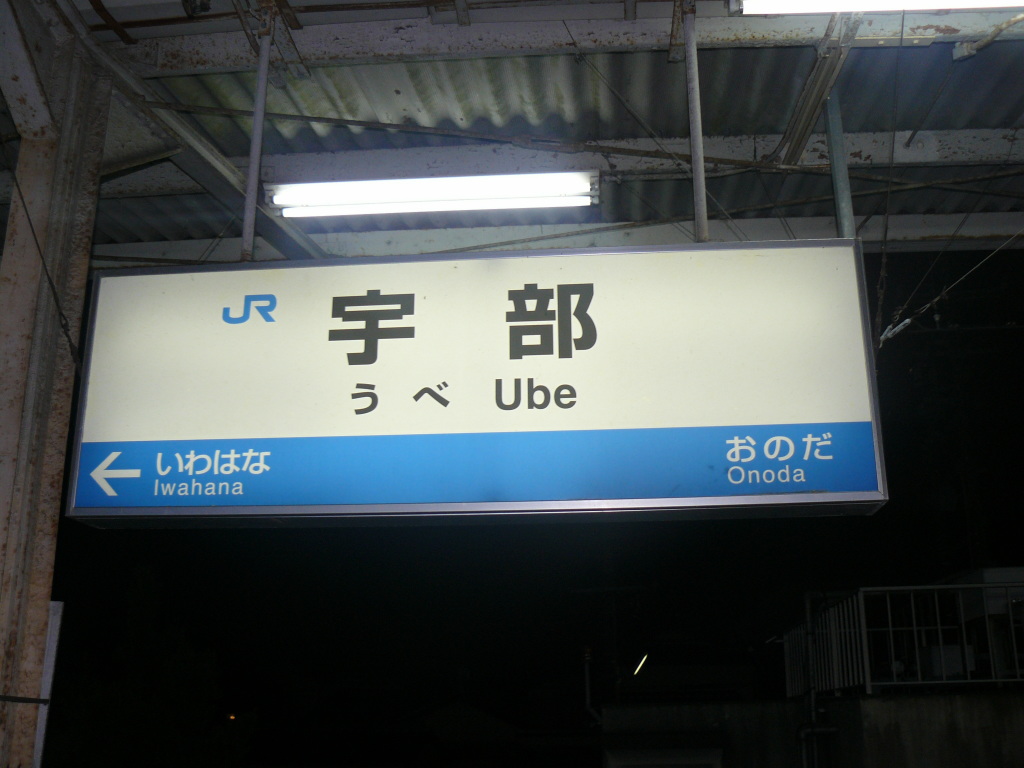 JR 宇部
うべ Ube
← いわはな おのだ
Iwahana Onoda